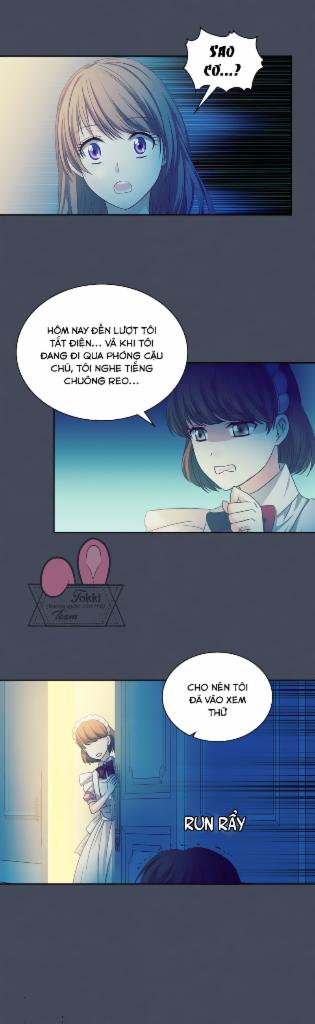 SAO
CƠ...?
HÔM NAY ĐẾN LƯỢT TÔI
TẮT ĐIỆN... VÀ KHI TÔI
ĐANG ĐI QUA PHÒNG CẬU
CHỦ, TÔI NGHE TIẾNG
CHUÔNG REO...
Tokki
Team
CHO NÊN TÔI
ĐÃ VÀO XEM
THỬ
RUN RẨY